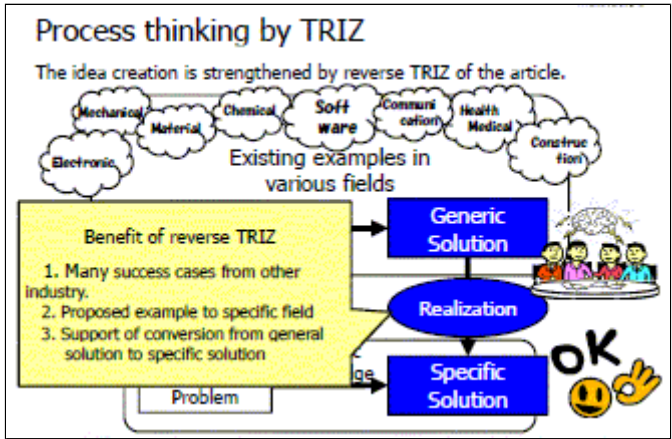 Process thinking by TRIZ
The idea creation is strengthened by reverse TRIZ of the article.
Electronic
Mechanical
Material
Chemical
Soft
ware
Communi
cation
Health
Medical
Construc
tion
Existing examples in
various fields
Benefit of reverse TRIZ
1. Many success cases from other
industry.
2. Proposed example to specific field
3. Support of conversion from general
solution to specific solution
Generic
Solution
Realization
Specific
Solution
Problem
OK